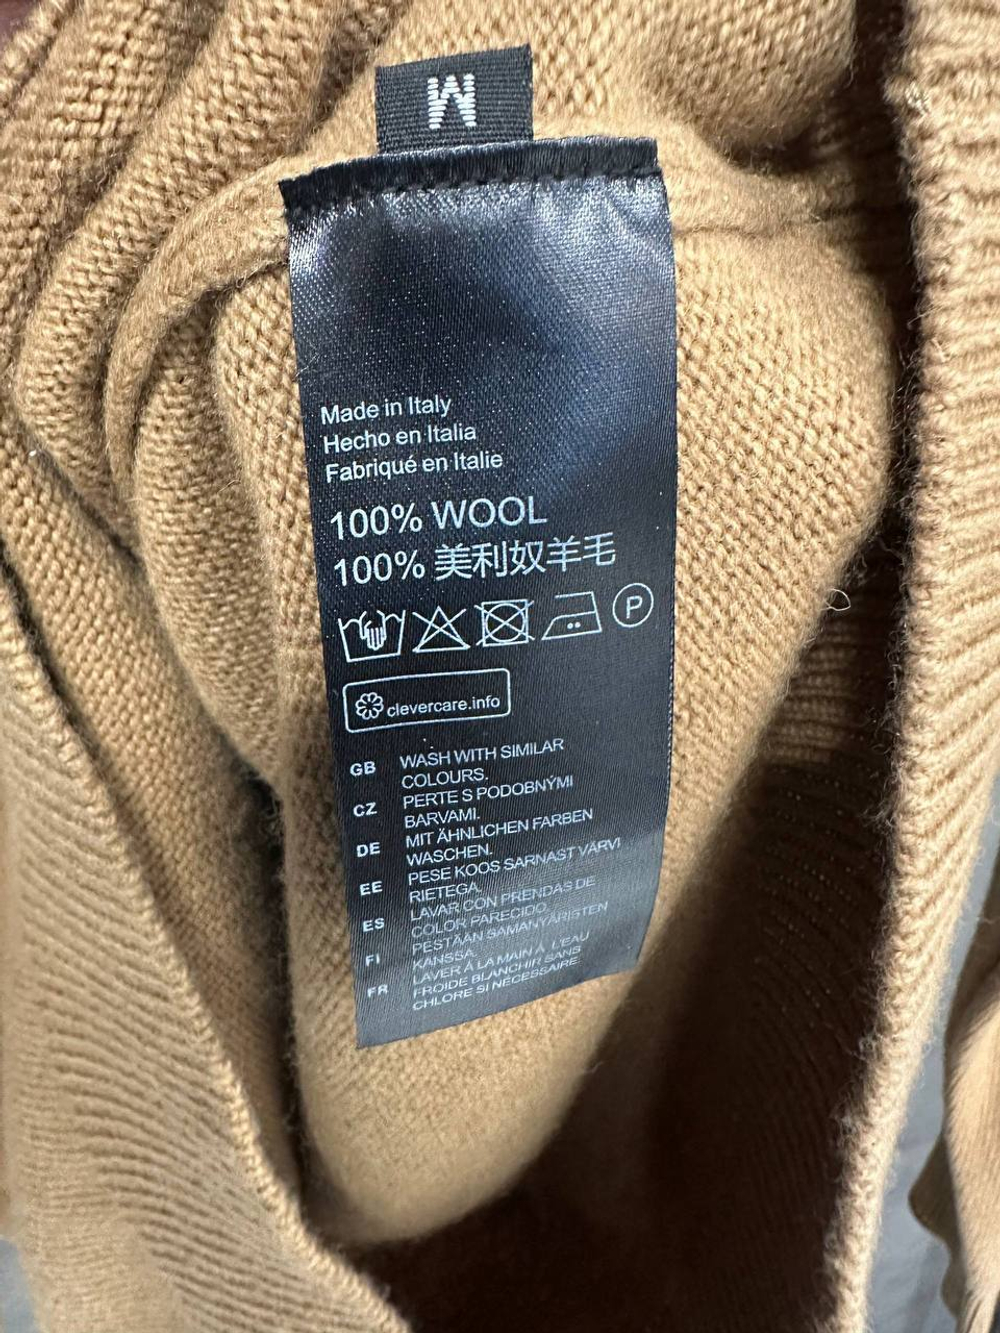 M
Made in Italy
Hecho en Italia
Fabriqué en Italie
100% WOOL
100% 美利奴羊毛
P
clevercare.info
GB WASH WITH SIMILAR
COLOURS.
CZ PERTE S PODOBNÝMI
BARVAMI.
DE MIT ÄHNLICHEN FARBEN
WASCHEN.
EE PESE KOOS SARNAST VÄRVI
RIETEGA.
ES LAVAR CON PRENDAS DE
COLOR PARECIDO.
FI PESTÄÄN SAMANVÄRISTEN
KANSSA.
FR LAVER À LA MAIN À L'EAU
FROIDE BLANCHIR SANS
CHLORE SI NÉCESSAIRE.